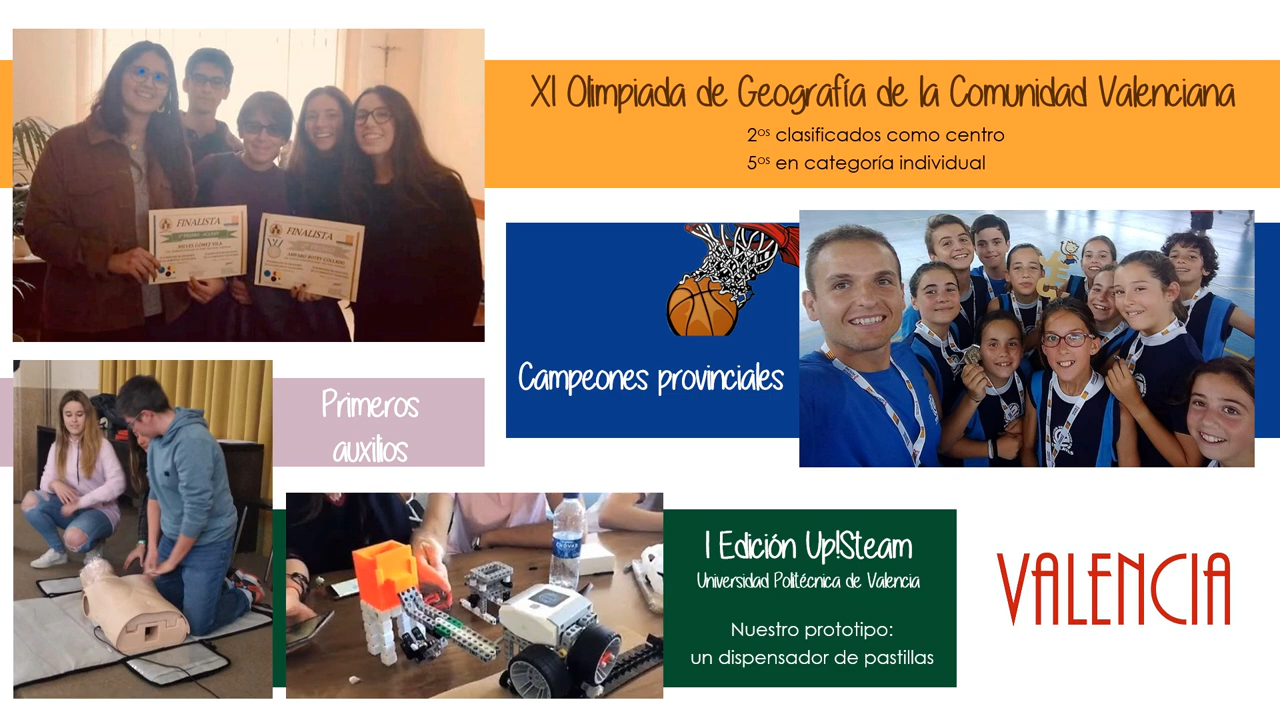 XI Olimpiada de Geografía de la Comunidad Valenciana
2os clasificados como centro
5os en categoría individual
FINALISTA
FINALISTA
Campeones provinciales
Primeros
auxilios
I Edición Up!Steam
Universidad Politécnica de Valencia
Nuestro prototipo:
un dispensador de pastillas
VALENCIA